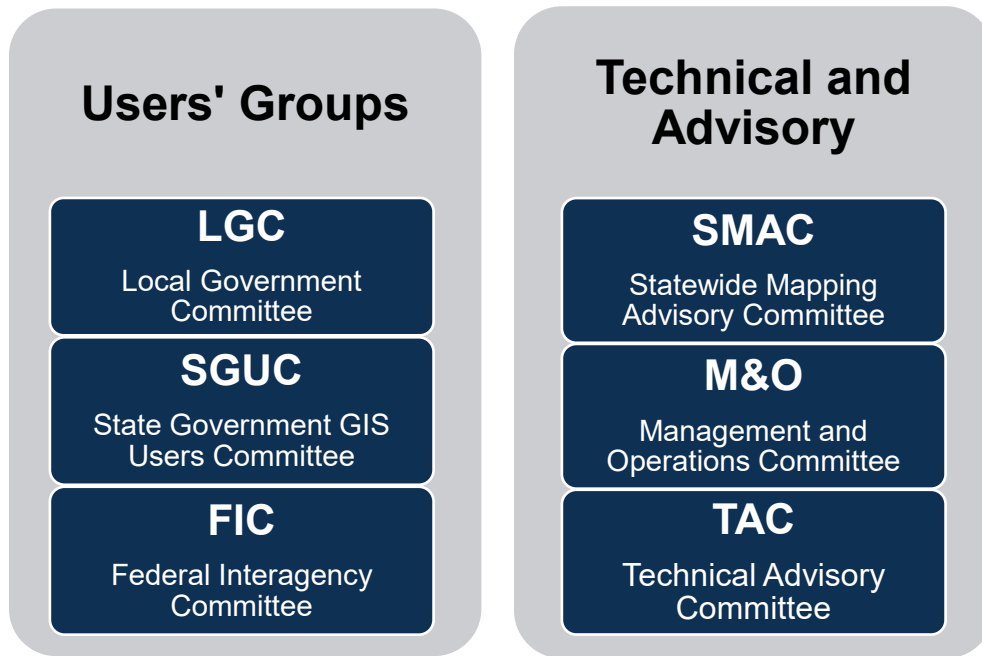 Users' Groups
LGC
Local Government
Committee
SGUC
State Government GIS
Users Committee
FIC
Federal Interagency
Committee
Technical and
Advisory
SMAC
Statewide Mapping
Advisory Committee
M&O
Management and
Operations Committee
TAC
Technical Advisory
Committee